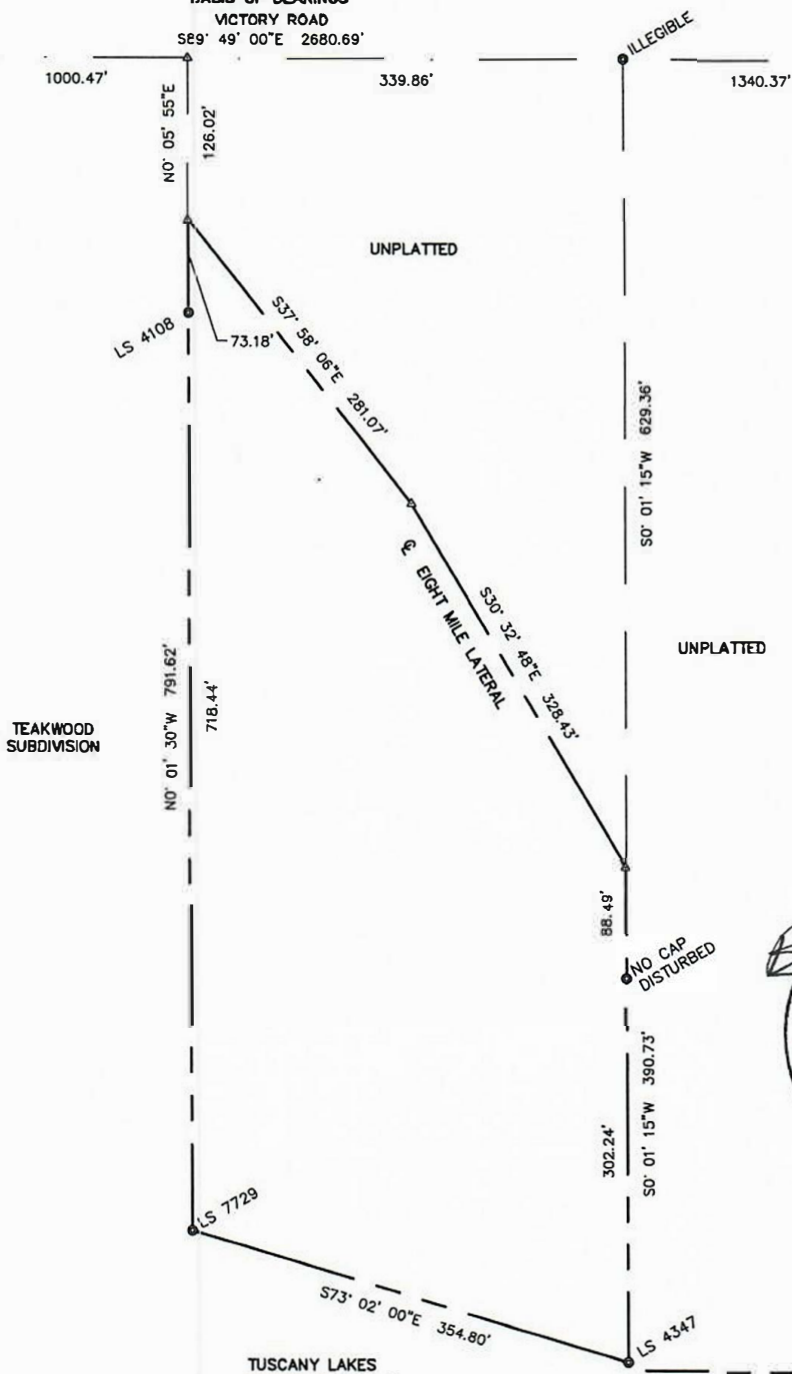 BASIS OF BEARINGS
VICTORY ROAD
S89° 49' 00"E 2680.69'
ILLEGIBLE
1000.47'
339.86'
1340.37'
N0° 05' 55"E
126.02'
UNPLATTED
LS 4108
73.18'
S37° 58' 06"E 281.07'
S0° 01' 15"W 629.36'
℄ EIGHT MILE LATERAL
S30° 32' 48"E 328.43'
UNPLATTED
TEAKWOOD
SUBDIVISION
N0° 01' 30"W 791.62'
718.44'
88.49'
NO CAP
DISTURBED
302.24'
S0° 01' 15"W 390.73'
LS 7729
S73° 02' 00"E 354.80'
LS 4347
TUSCANY LAKES